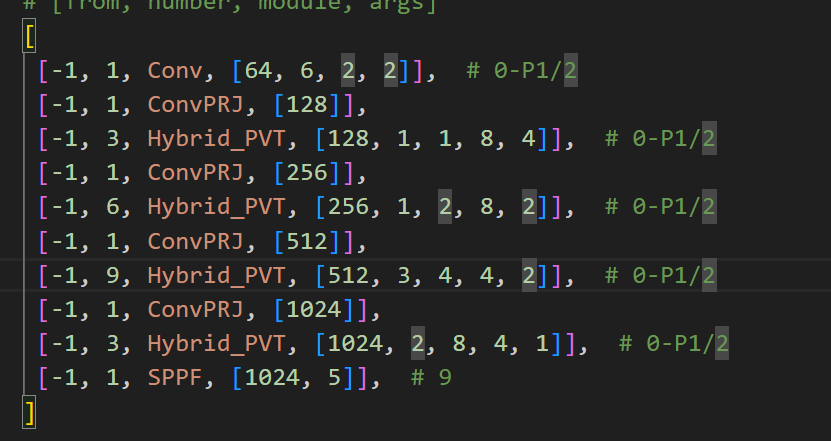 # [from, number, module, args]
[
[-1, 1, Conv, [64, 6, 2, 2]], # 0-P1/2
[-1, 1, ConvPRJ, [128]],
[-1, 3, Hybrid_PVT, [128, 1, 1, 8, 4]], # 0-P1/2
[-1, 1, ConvPRJ, [256]],
[-1, 6, Hybrid_PVT, [256, 1, 2, 8, 2]], # 0-P1/2
[-1, 1, ConvPRJ, [512]],
[-1, 9, Hybrid_PVT, [512, 3, 4, 4, 2]], # 0-P1/2
[-1, 1, ConvPRJ, [1024]],
[-1, 3, Hybrid_PVT, [1024, 2, 8, 4, 1]], # 0-P1/2
[-1, 1, SPPF, [1024, 5]], # 9
]